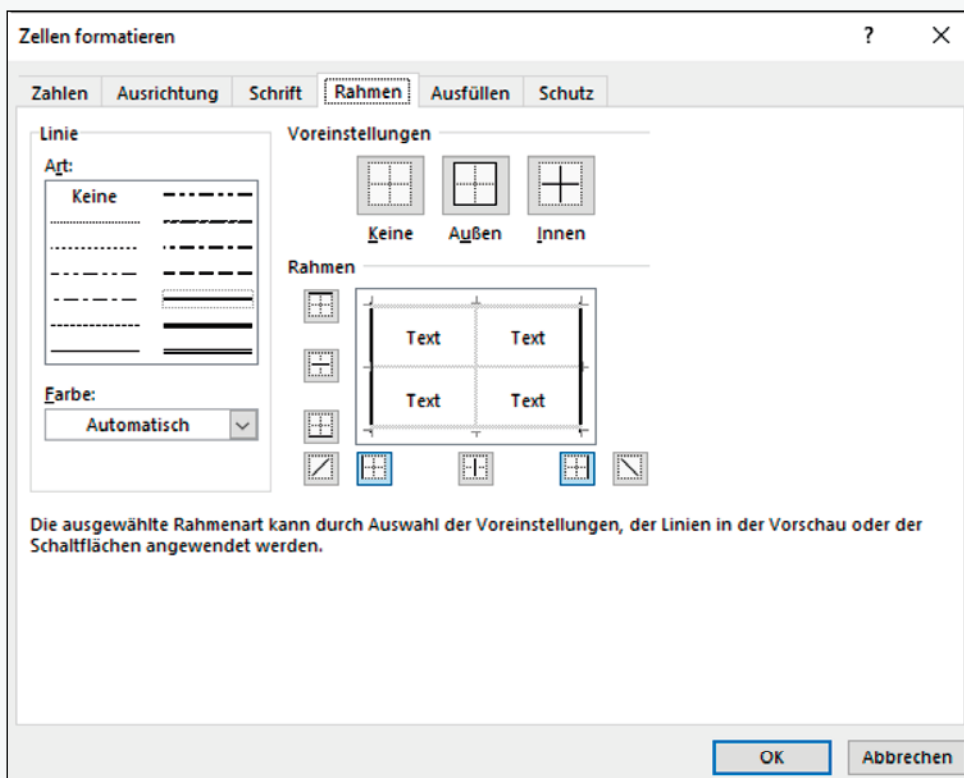 Zellen formatieren ? ×
Zahlen Ausrichtung Schrift Rahmen Ausfüllen Schutz
Linie
Art:
Keine
Farbe:
Automatisch
Voreinstellungen
Keine Außen Innen
Rahmen
Text Text
Text Text
Die ausgewählte Rahmenart kann durch Auswahl der Voreinstellungen, der Linien in der Vorschau oder der
Schaltflächen angewendet werden.
OK Abbrechen